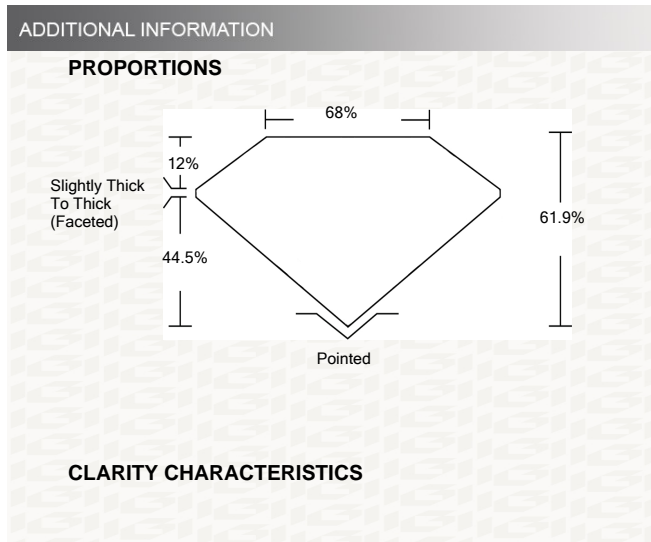 ADDITIONAL INFORMATION
PROPORTIONS
68%
12%
Slightly Thick
To Thick
(Faceted)
61.9%
44.5%
Pointed
CLARITY CHARACTERISTICS